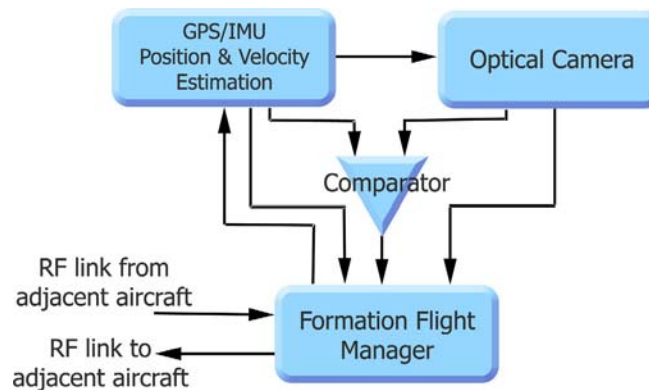 GPS/IMU
Position & Velocity
Estimation
Optical Camera
Comparator
RF link from
adjacent aircraft
Formation Flight
Manager
RF link to
adjacent aircraft